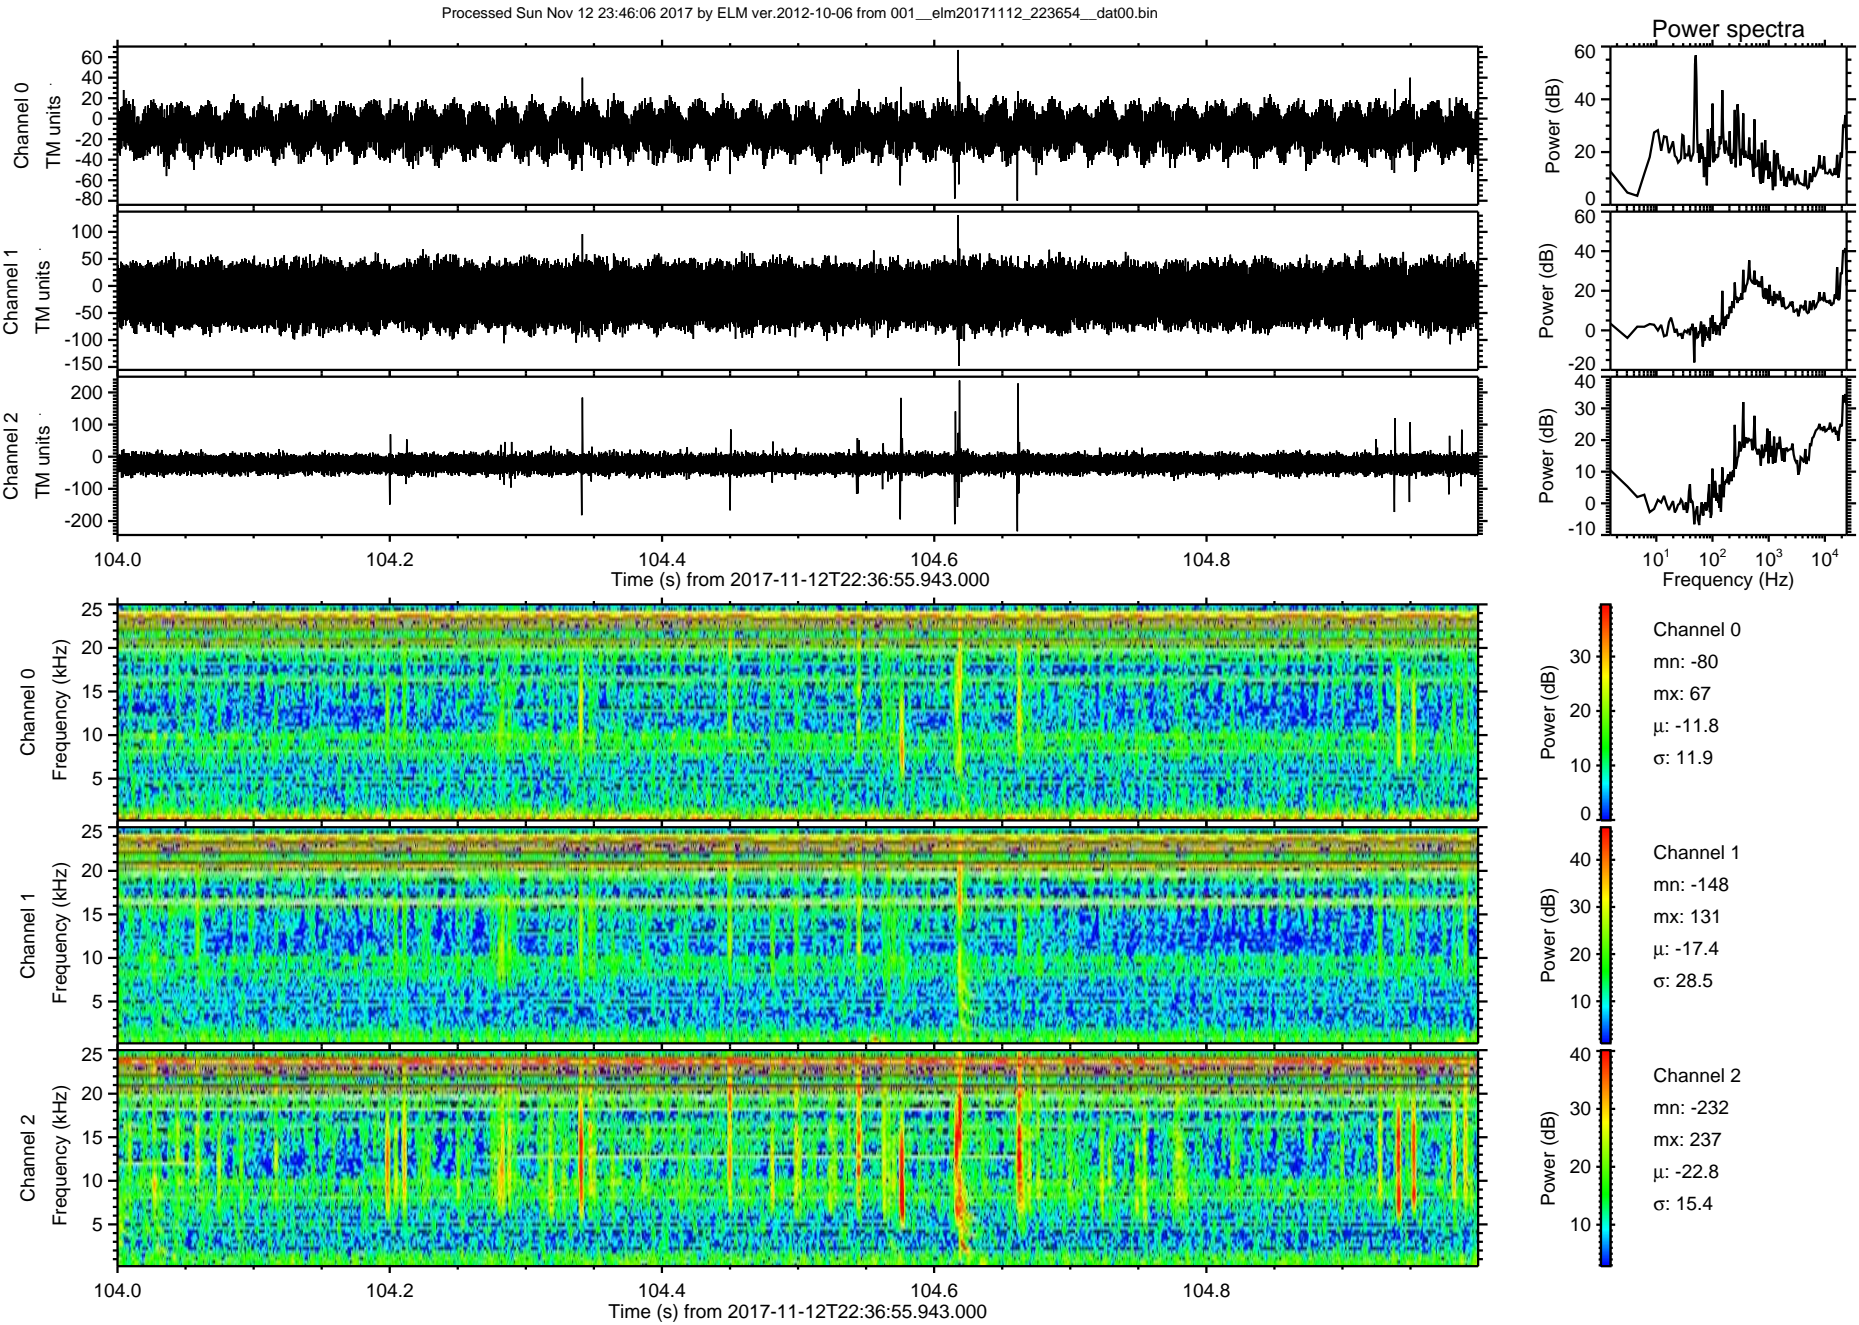 Processed Sun Nov 12 23:46:06 2017 by ELM ver.2012-10-06 from 001__elm20171112_223654__dat00.bin
Power spectra
Channel 0
TM units
60
40
20
0
-20
-40
-60
-80
Power (dB)
60
40
20
0
Channel 1
TM units
100
50
0
-50
-100
-150
Power (dB)
60
40
20
0
-20
Channel 2
TM units
200
100
0
-100
-200
Power (dB)
40
30
20
10
0
-10
104.0 104.2 104.4 104.6 104.8
Time (s) from 2017-11-12T22:36:55.943.000
10^1 10^2 10^3 10^4
Frequency (Hz)
Channel 0
Frequency (kHz)
25
20
15
10
5
Power (dB)
30
20
10
0
Channel 0
mn: -80
mx: 67
μ: -11.8
σ: 11.9
Channel 1
Frequency (kHz)
25
20
15
10
5
Power (dB)
40
30
20
10
Channel 1
mn: -148
mx: 131
μ: -17.4
σ: 28.5
Channel 2
Frequency (kHz)
25
20
15
10
5
Power (dB)
40
30
20
10
Channel 2
mn: -232
mx: 237
μ: -22.8
σ: 15.4
104.0 104.2 104.4 104.6 104.8
Time (s) from 2017-11-12T22:36:55.943.000